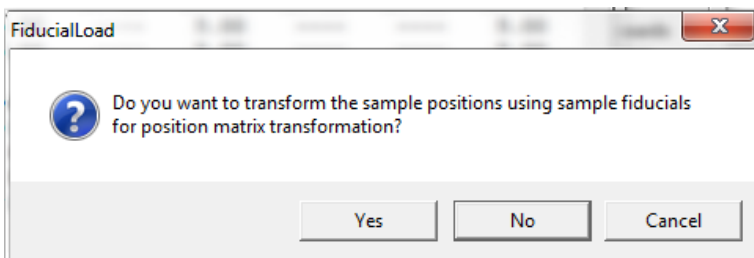 FiducialLoad
Do you want to transform the sample positions using sample fiducials
for position matrix transformation?
Yes
No
Cancel